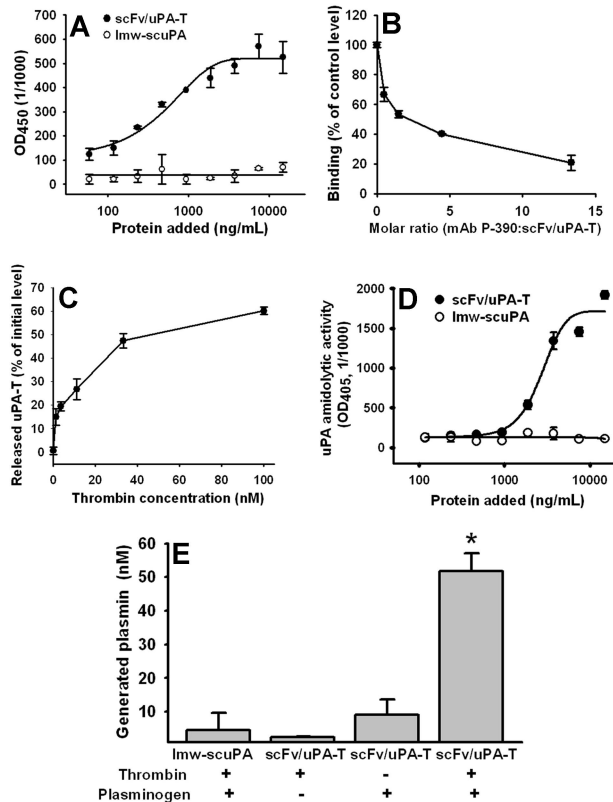 A
scFv/uPA-T
lmw-scuPA
OD450 (1/1000)
700
600
500
400
300
200
100
0
100
1000
10000
Protein added (ng/mL)
B
Binding (% of control level)
100
80
60
40
20
0
0
5
10
15
Molar ratio (mAb P-390:scFv/uPA-T)
C
Released uPA-T (% of initial level)
70
60
50
40
30
20
10
0
0
20
40
60
80
100
Thrombin concentration (nM)
D
scFv/uPA-T
lmw-scuPA
uPA amidolytic activity
(OD405, 1/1000)
2000
1500
1000
500
0
100
1000
10000
Protein added (ng/mL)
E
Generated plasmin (nM)
60
50
40
30
20
10
*
lmw-scuPA scFv/uPA-T scFv/uPA-T scFv/uPA-T
Thrombin + + - +
Plasminogen + - + +